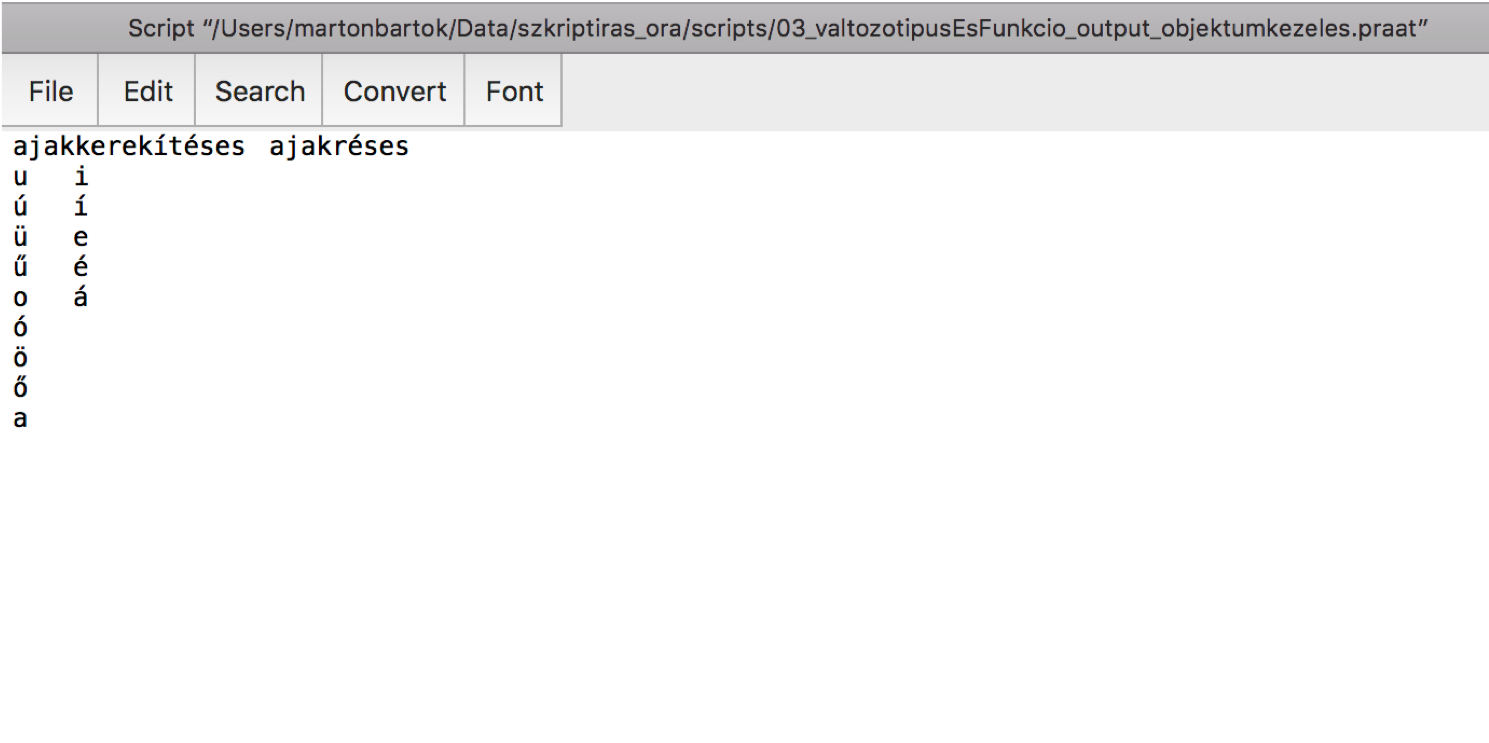 Script “/Users/martonbartok/Data/szkriptiras_ora/scripts/03_valtozotipusEsFunkcio_output_objektumkezeles.praat”
File Edit Search Convert Font
ajakkerekítéses ajakréses
u i
ú í
ü e
ű é
o á
ó
ö
ő
a